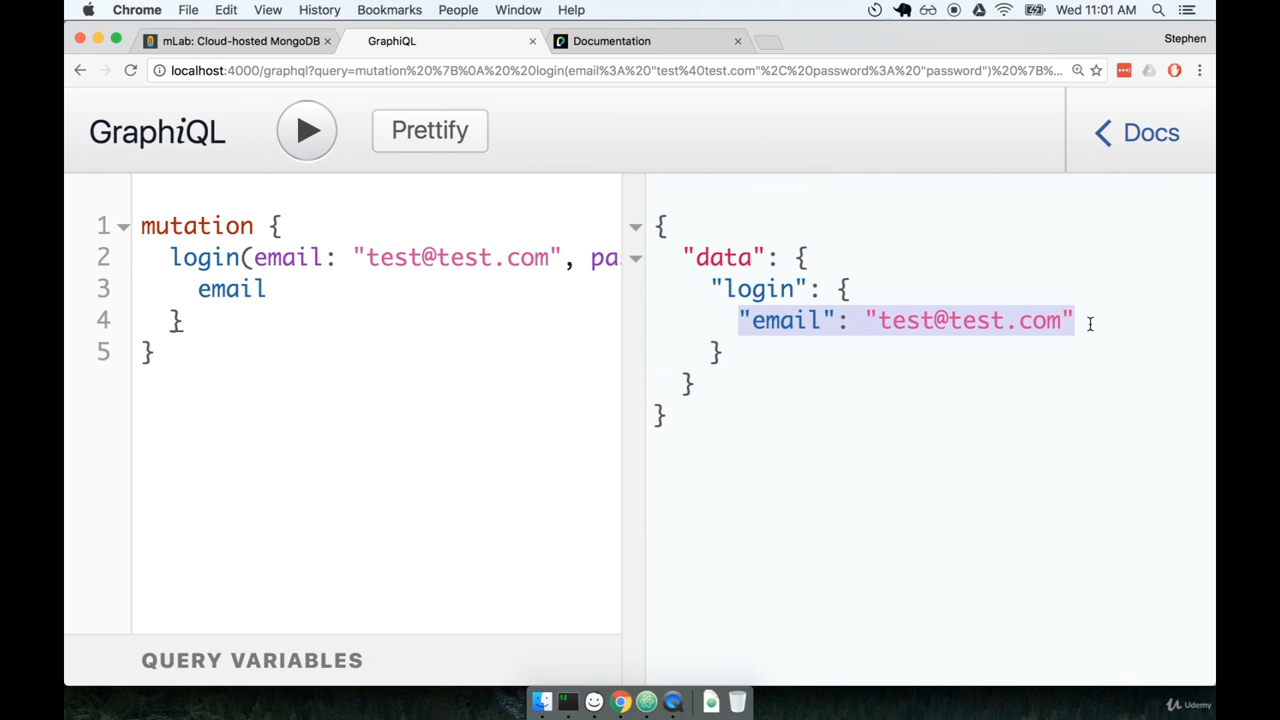 Chrome File Edit View History Bookmarks People Window Help Wed 11:01 AM
mLab: Cloud-hosted MongoDB GraphiQL Documentation Stephen
localhost:4000/graphql?query=mutation%20%7B%0A%20%20login(email%3A%20"test%40test.com"%2C%20password%3A%20"password")%20%7B%...
GraphiQL Prettify Docs
1 mutation {
2 login(email: "test@test.com", pa
3 email
4 }
5 }
{
"data": {
"login": {
"email": "test@test.com"
}
}
}
QUERY VARIABLES
Udemy